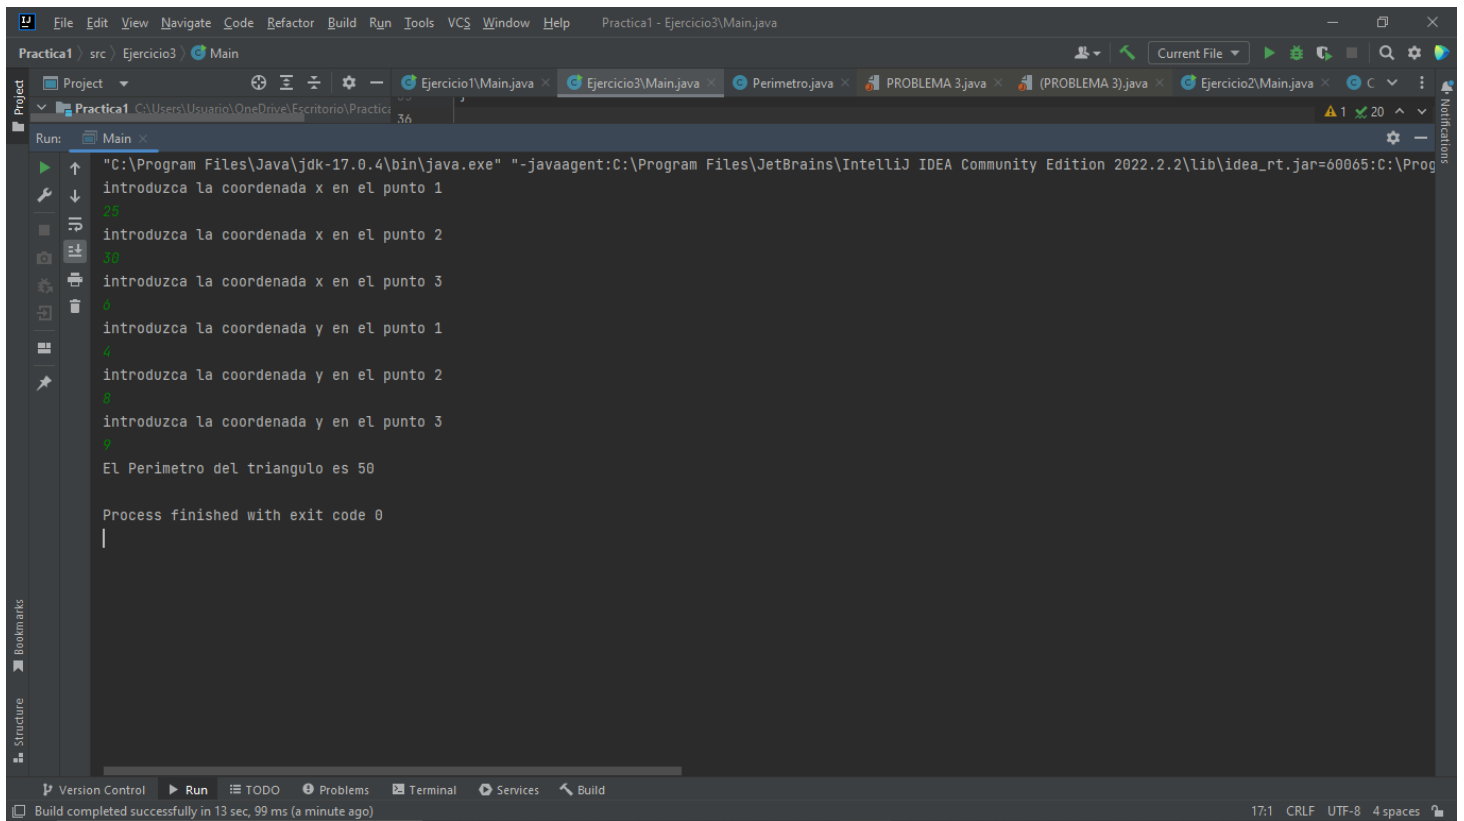 File Edit View Navigate Code Refactor Build Run Tools VCS Window Help Practica1 - Ejercicio3\Main.java
Practica1 src Ejercicio3 Main Current File
Project Ejercicio1\Main.java Ejercicio3\Main.java Perimetro.java PROBLEMA 3.java (PROBLEMA 3).java Ejercicio2\Main.java C
Practica1 C:\Users\Usuario\OneDrive\Escritorio\Practica 1 20
36
Run: Main
"C:\Program Files\Java\jdk-17.0.4\bin\java.exe" "-javaagent:C:\Program Files\JetBrains\IntelliJ IDEA Community Edition 2022.2.2\lib\idea_rt.jar=60065:C:\Prog
introduzca la coordenada x en el punto 1
25
introduzca la coordenada x en el punto 2
30
introduzca la coordenada x en el punto 3
6
introduzca la coordenada y en el punto 1
4
introduzca la coordenada y en el punto 2
8
introduzca la coordenada y en el punto 3
9
El Perimetro del triangulo es 50
Process finished with exit code 0
Project
Bookmarks
Structure
Notifications
Version Control Run TODO Problems Terminal Services Build
Build completed successfully in 13 sec, 99 ms (a minute ago) 17:1 CRLF UTF-8 4 spaces